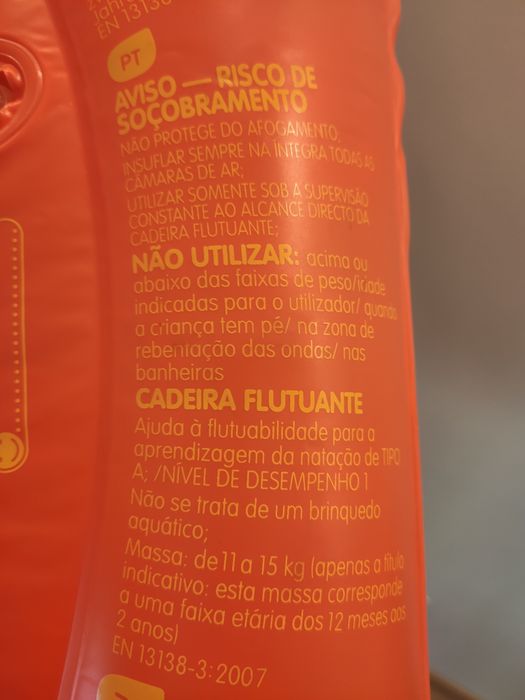 EN 13138
PT
AVISO — RISCO DE
SOÇOBRAMENTO
NÃO PROTEGE DO AFOGAMENTO;
INSUFLAR SEMPRE NA ÍNTEGRA TODAS AS
CÂMARAS DE AR;
UTILIZAR SOMENTE SOB A SUPERVISÃO
CONSTANTE AO ALCANCE DIRECTO DA
CADEIRA FLUTUANTE;
NÃO UTILIZAR: acima ou
abaixo das faixas de peso/idade
indicadas para o utilizador/ quando
a criança tem pé/ na zona de
rebentação das ondas/ nas
banheiras
CADEIRA FLUTUANTE
Ajuda à flutuabilidade para a
aprendizagem da natação de TIPO
A; /NÍVEL DE DESEMPENHO 1
Não se trata de um brinquedo
aquático;
Massa: de 11 a 15 kg (apenas a título
indicativo: esta massa corresponde
a uma faixa etária dos 12 meses aos
2 anos)
EN 13138-3:2007